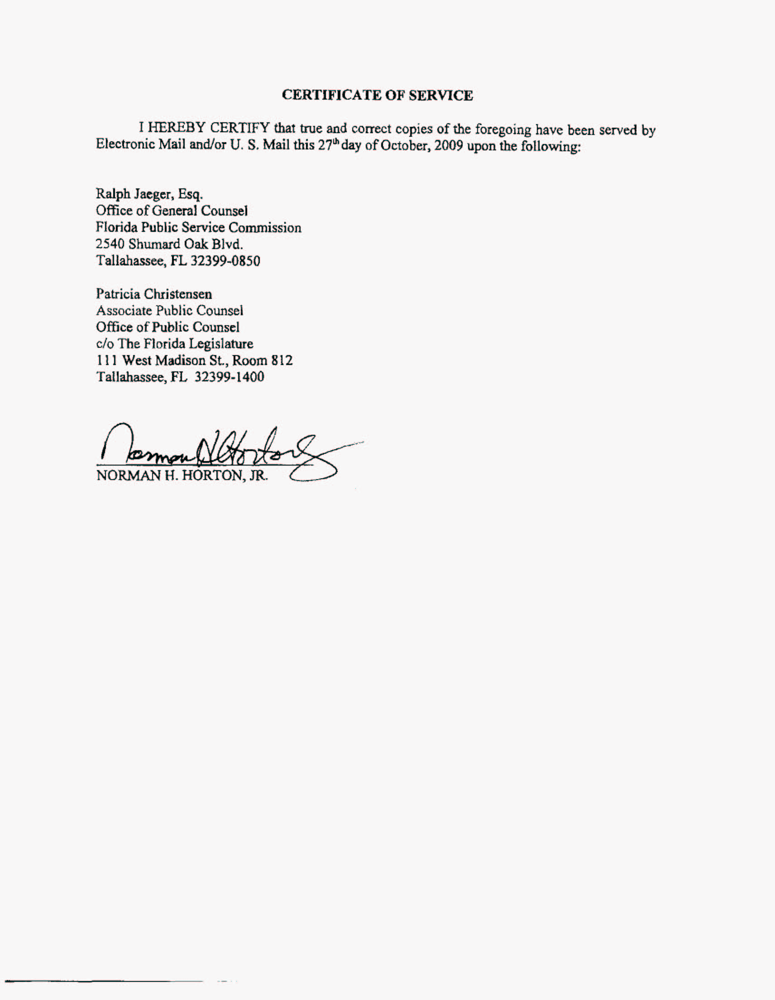 CERTIFICATE OF SERVICE
I HEREBY CERTIFY that true and correct copies of the foregoing have been served by
Electronic Mail and/or U. S. Mail this 27th day of October, 2009 upon the following:
Ralph Jaeger, Esq.
Office of General Counsel
Florida Public Service Commission
2540 Shumard Oak Blvd.
Tallahassee, FL 32399-0850
Patricia Christensen
Associate Public Counsel
Office of Public Counsel
c/o The Florida Legislature
111 West Madison St., Room 812
Tallahassee, FL 32399-1400
Norman H Horton Jr
NORMAN H. HORTON, JR.